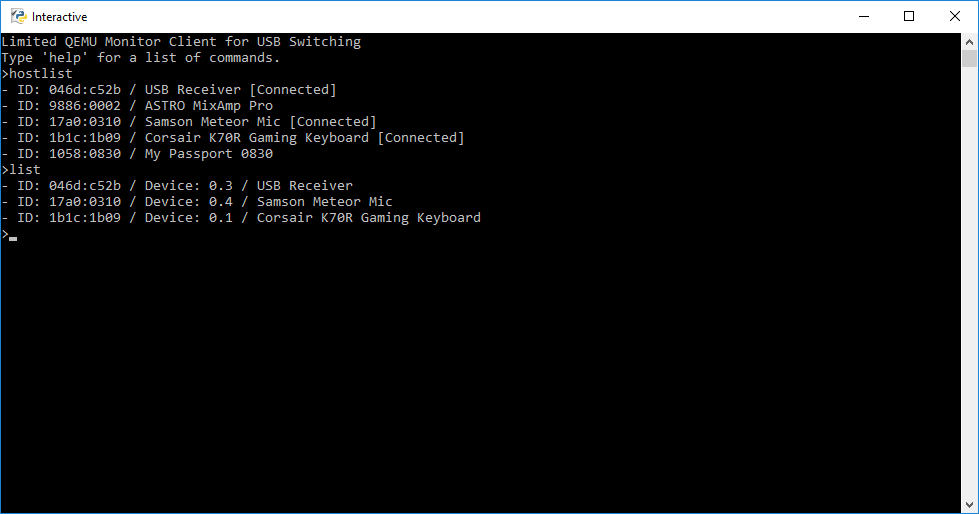 Interactive
Limited QEMU Monitor Client for USB Switching
Type 'help' for a list of commands.
>hostlist
- ID: 046d:c52b / USB Receiver [Connected]
- ID: 9886:0002 / ASTRO MixAmp Pro
- ID: 17a0:0310 / Samson Meteor Mic [Connected]
- ID: 1b1c:1b09 / Corsair K70R Gaming Keyboard [Connected]
- ID: 1058:0830 / My Passport 0830
>list
- ID: 046d:c52b / Device: 0.3 / USB Receiver
- ID: 17a0:0310 / Device: 0.4 / Samson Meteor Mic
- ID: 1b1c:1b09 / Device: 0.1 / Corsair K70R Gaming Keyboard
>